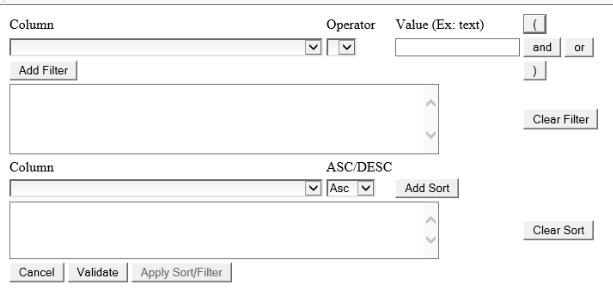 Column Operator Value (Ex: text) (
and or
Add Filter )
Clear Filter
Column ASC/DESC
Asc Add Sort
Clear Sort
Cancel Validate Apply Sort/Filter